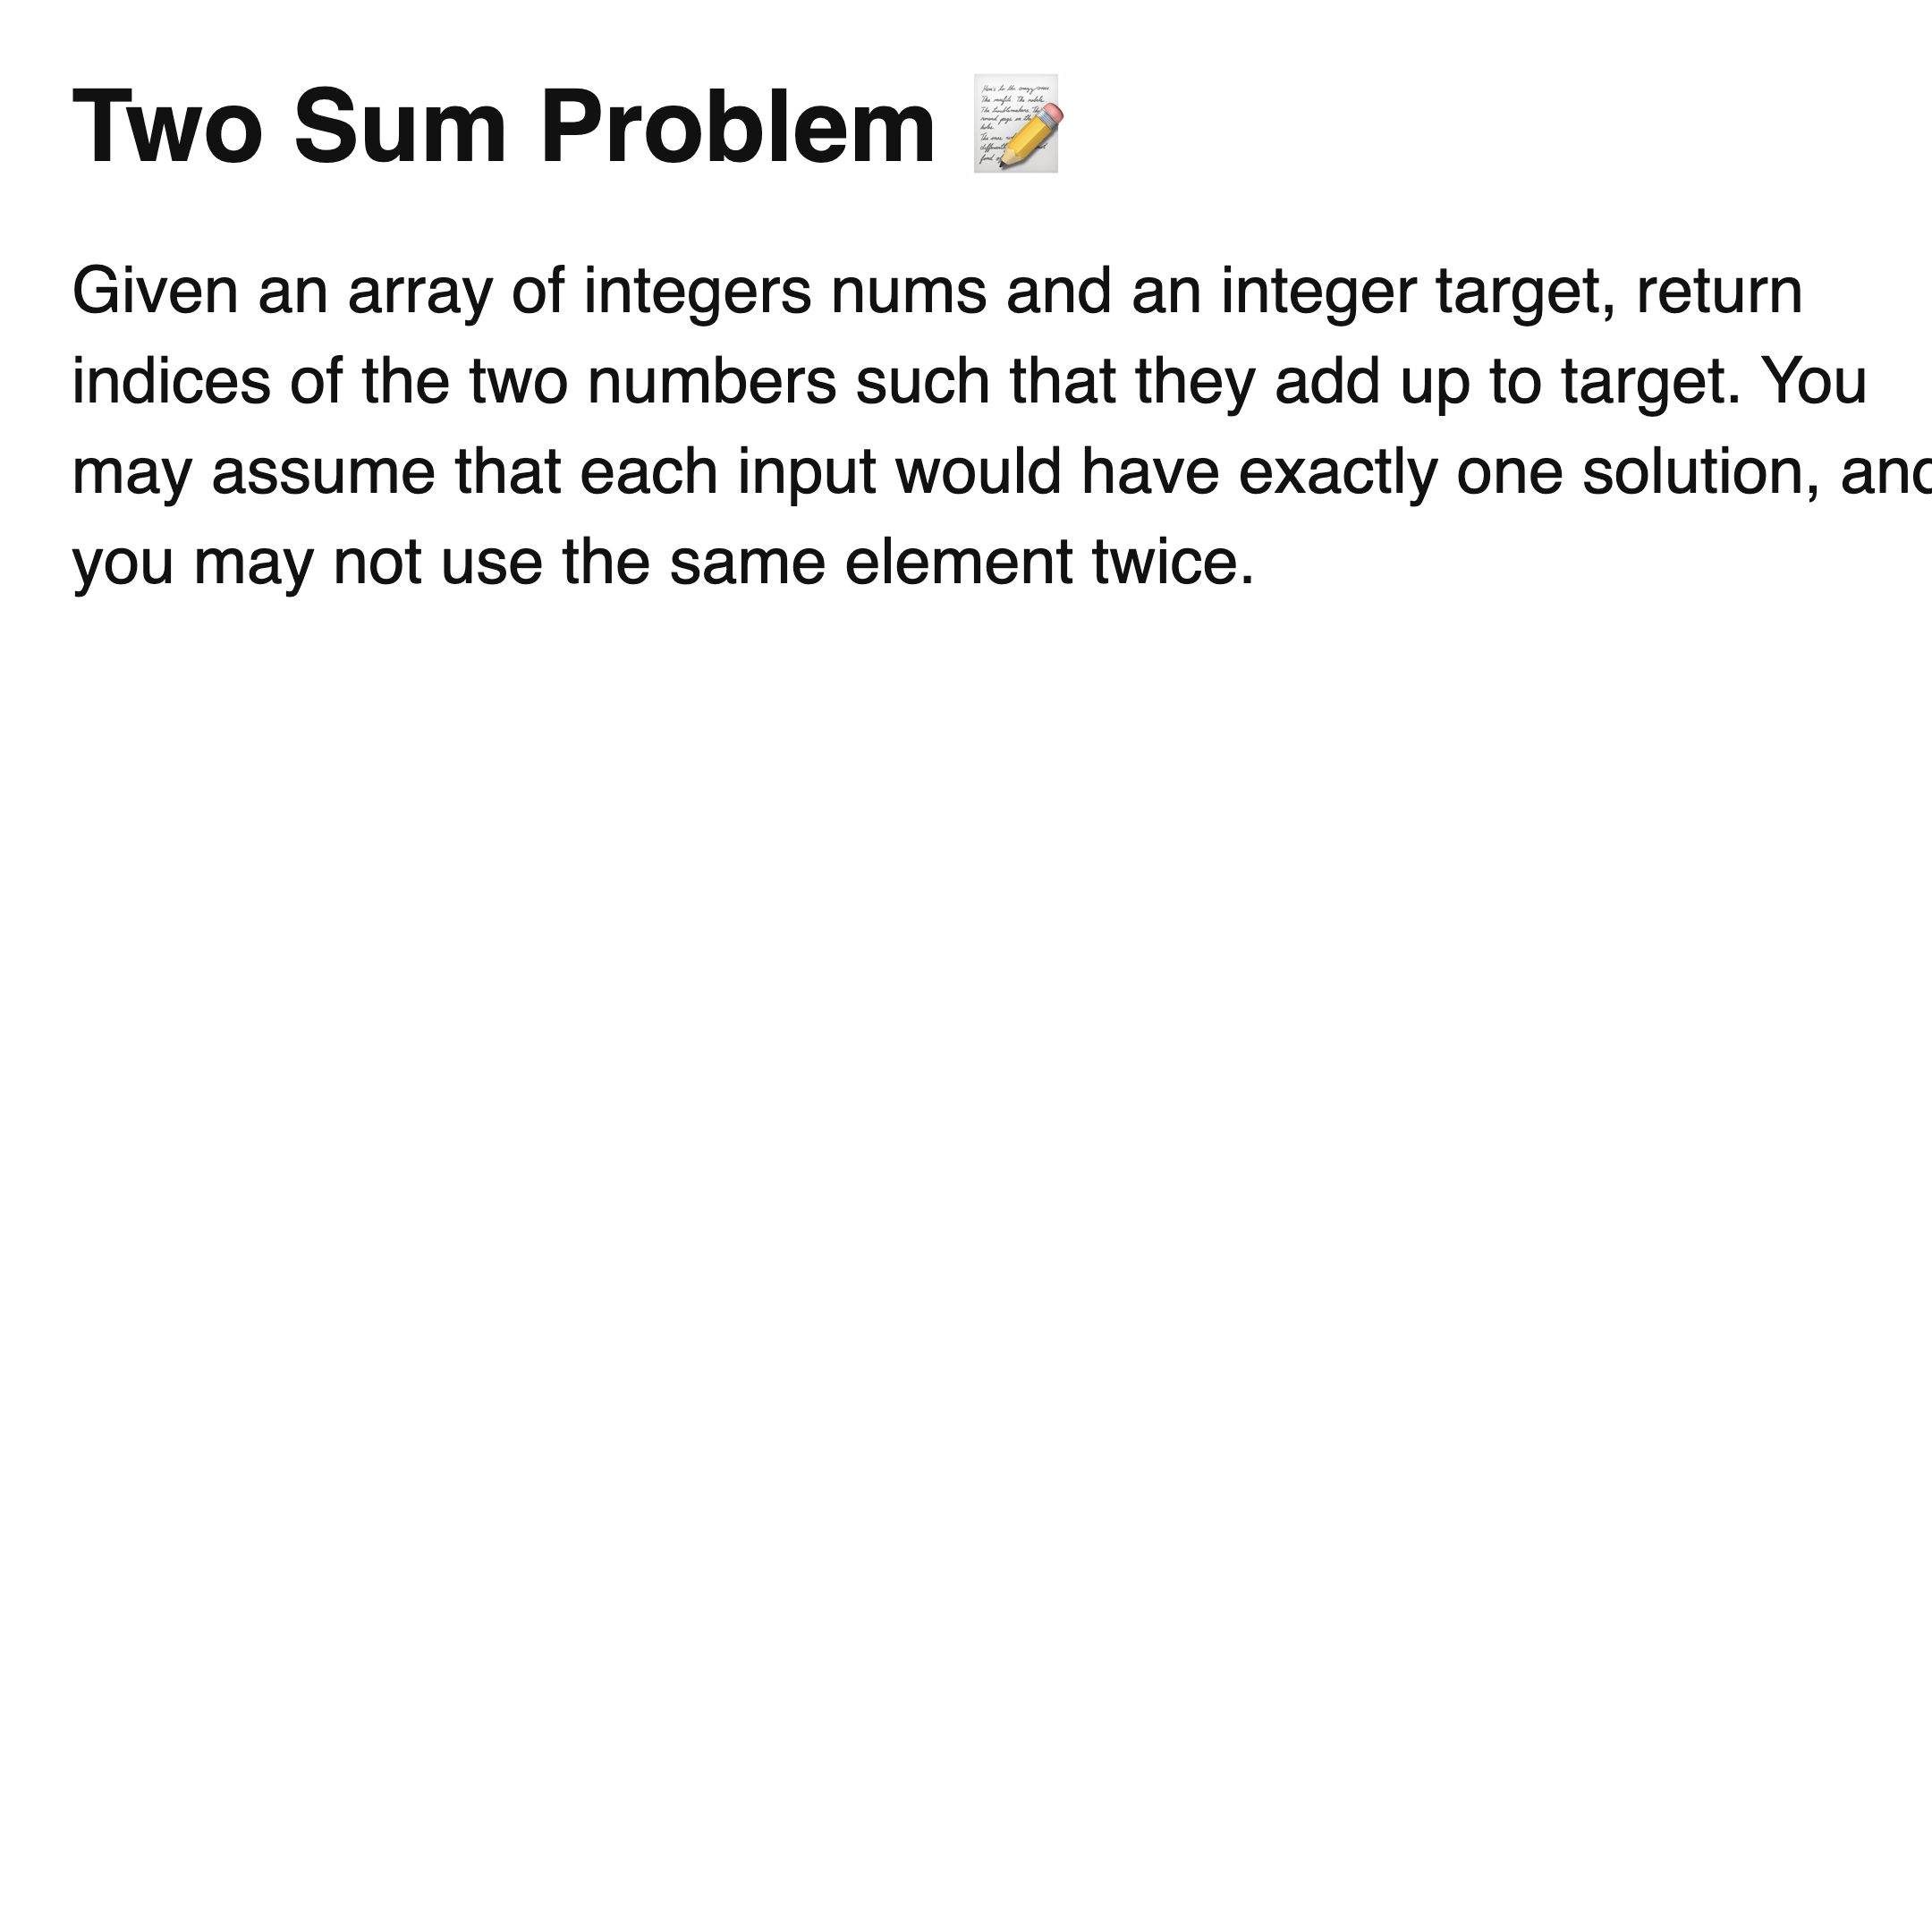 Two Sum Problem 📝
Given an array of integers nums and an integer target, return
indices of the two numbers such that they add up to target. You
may assume that each input would have exactly one solution, and
you may not use the same element twice.